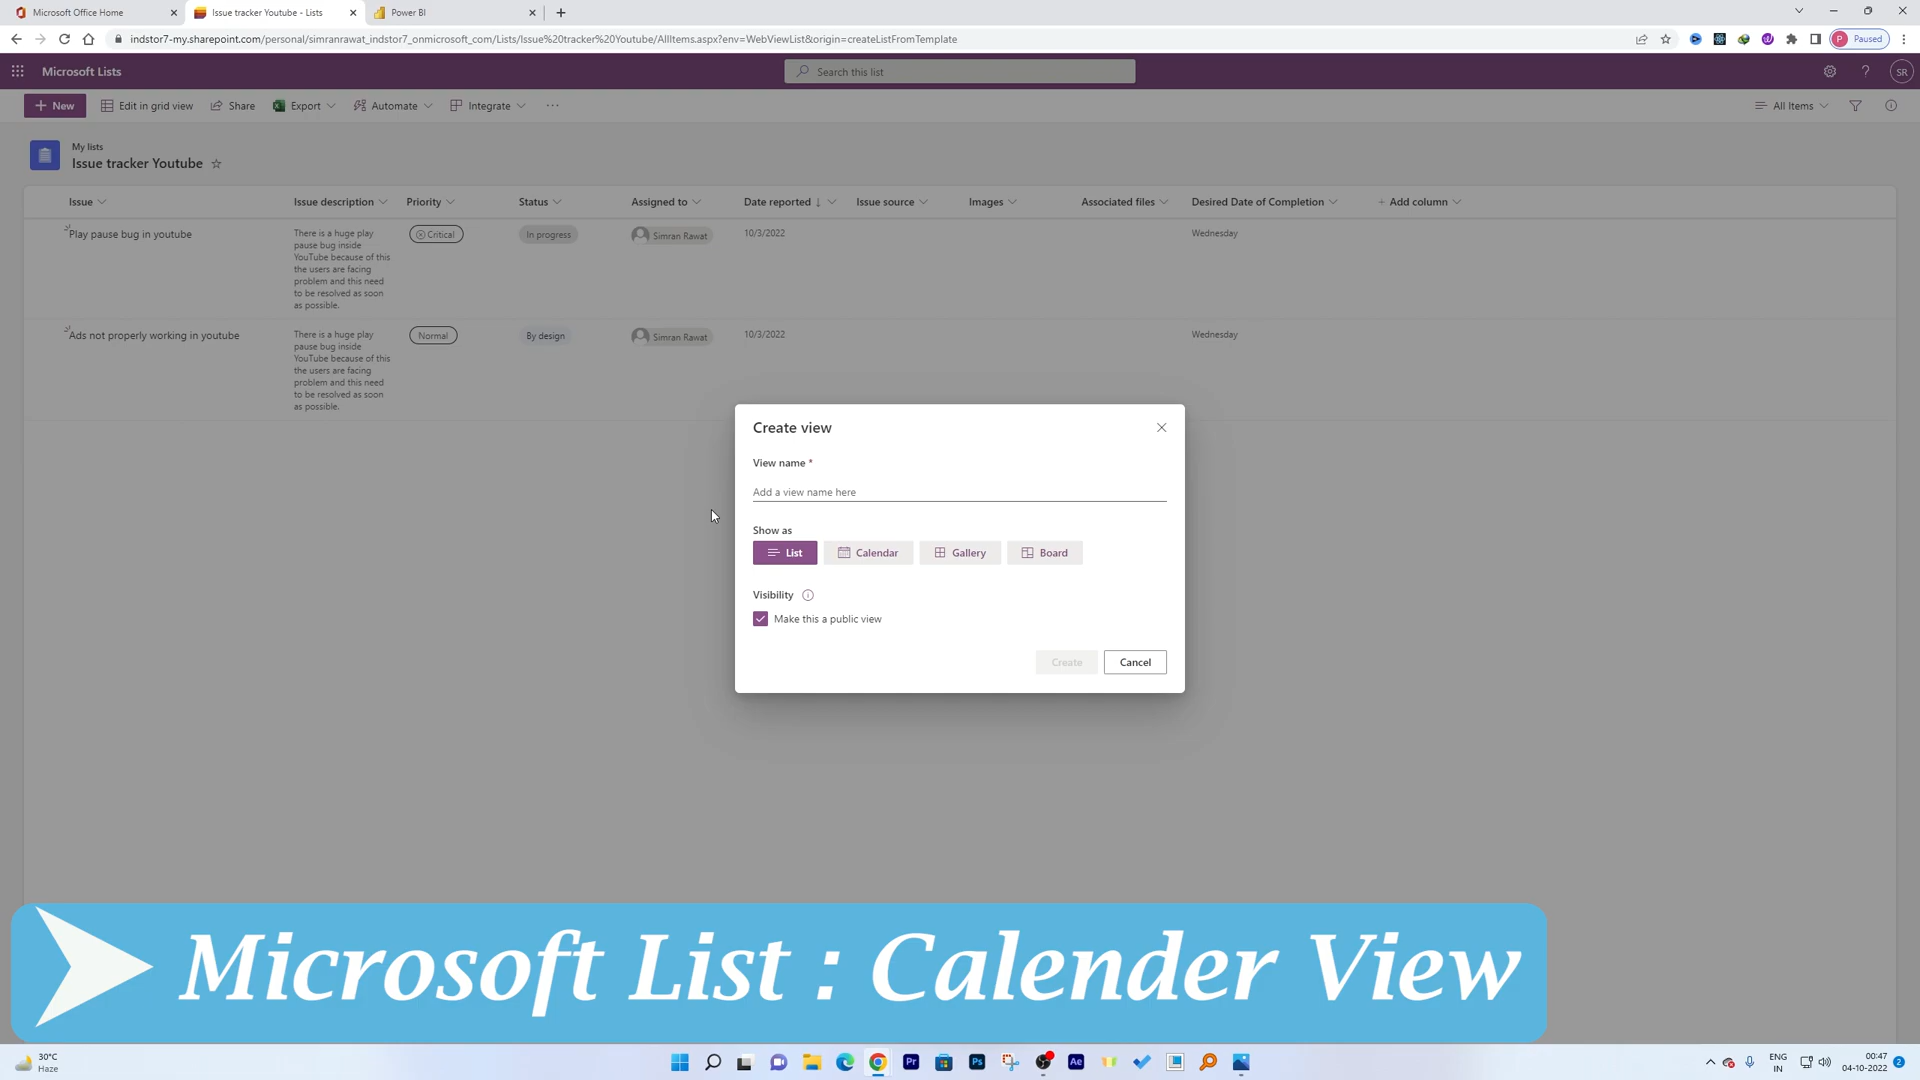 Microsoft Office Home
Issue tracker Youtube - Lists
Power BI
indstor7-my.sharepoint.com/personal/simranrawat_indstor7_onmicrosoft_com/Lists/Issue%20tracker%20Youtube/AllItems.aspx?env=WebViewList&origin=createListFromTemplate
P Paused
Microsoft Lists
Search this list
SR
New
Edit in grid view
Share
Export
Automate
Integrate
All Items
My lists
Issue tracker Youtube
Issue
Issue description
Priority
Status
Assigned to
Date reported
Issue source
Images
Associated files
Desired Date of Completion
Add column
Play pause bug in youtube
There is a huge play
pause bug inside
YouTube because of this
the users are facing
problem and this need
to be resolved as soon
as possible.
Critical
In progress
Simran Rawat
10/3/2022
Wednesday
Ads not properly working in youtube
There is a huge play
pause bug inside
YouTube because of this
the users are facing
problem and this need
to be resolved as soon
as possible.
Normal
By design
Simran Rawat
10/3/2022
Wednesday
Create view
View name *
Add a view name here
Show as
List
Calendar
Gallery
Board
Visibility
Make this a public view
Create
Cancel
Microsoft List : Calender View
30°C
Haze
Pr
Ps
Ae
ENG
IN
00:47
04-10-2022
2